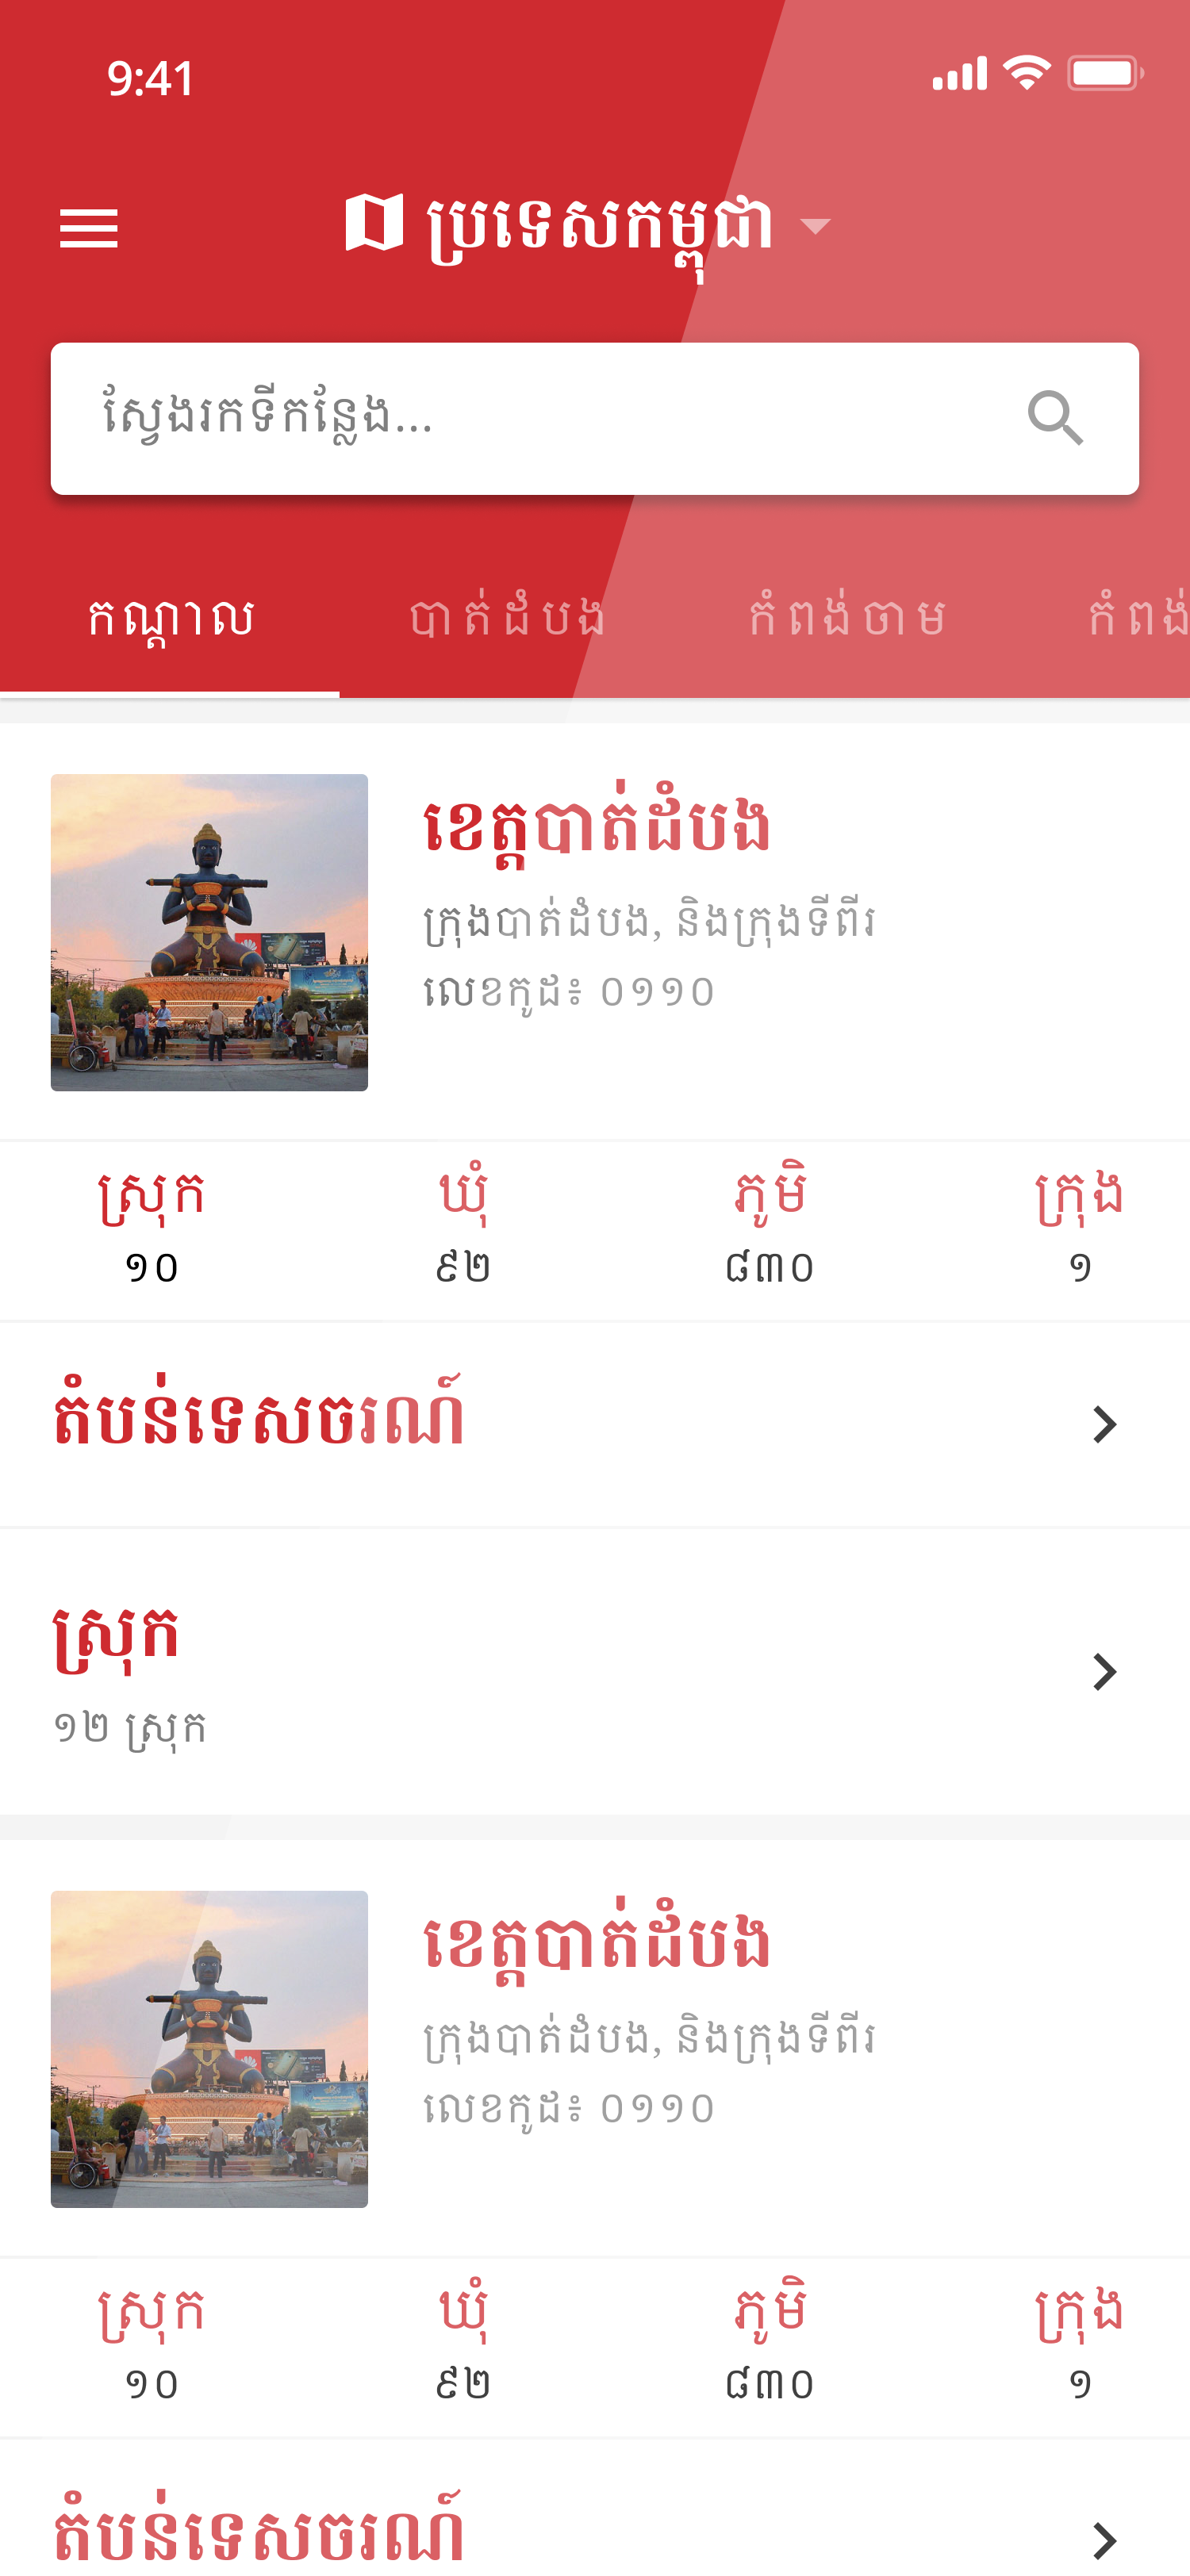 9:41
ប្រទេសកម្ពុជា
ស្វែងរកទីកន្លែង...
កណ្ដាល បាត់ដំបង កំពង់ចាម កំពង់
ខេត្តបាត់ដំបង
ក្រុងបាត់ដំបង, និងក្រុងទីពីរ
លេខកូដ៖ ០១១០
ស្រុក ឃុំ ភូមិ ក្រុង
១០ ៩២ ៨៣០ ១
តំបន់ទេសចរណ៍
ស្រុក
១២ ស្រុក
ខេត្តបាត់ដំបង
ក្រុងបាត់ដំបង, និងក្រុងទីពីរ
លេខកូដ៖ ០១១០
ស្រុក ឃុំ ភូមិ ក្រុង
១០ ៩២ ៨៣០ ១
តំបន់ទេសចរណ៍